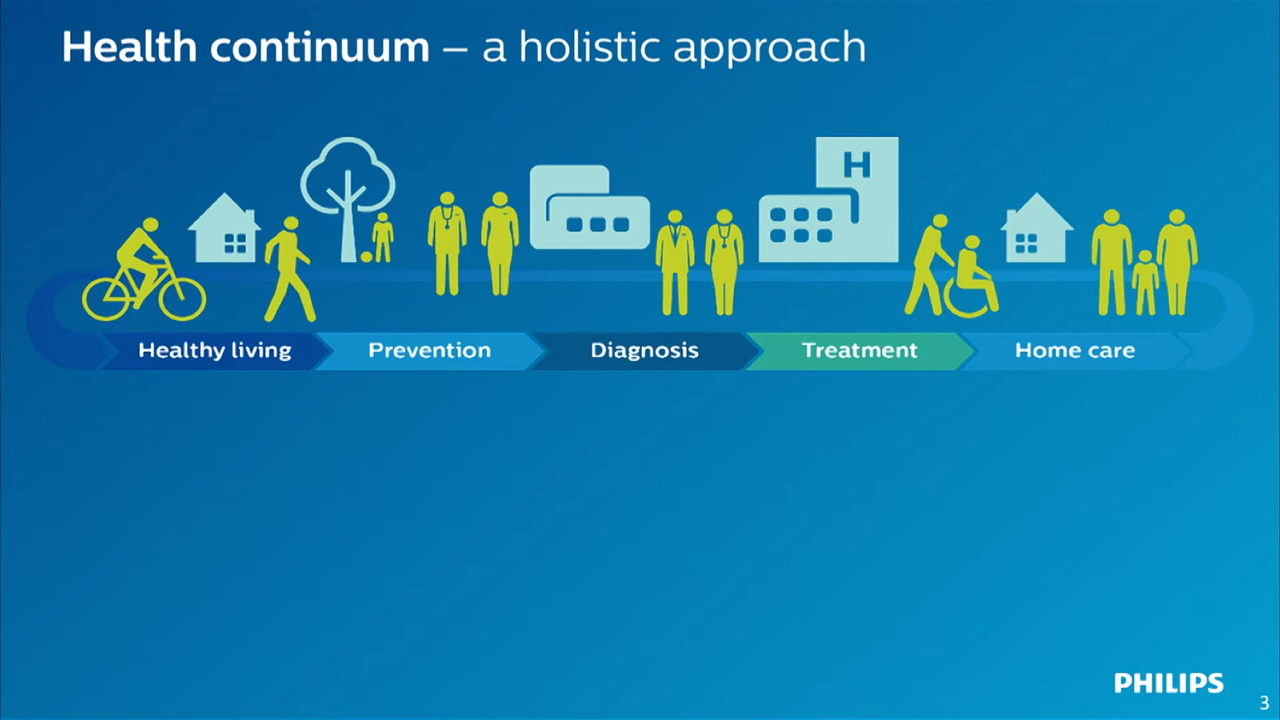 Health continuum – a holistic approach
H
Healthy living
Prevention
Diagnosis
Treatment
Home care
PHILIPS
3